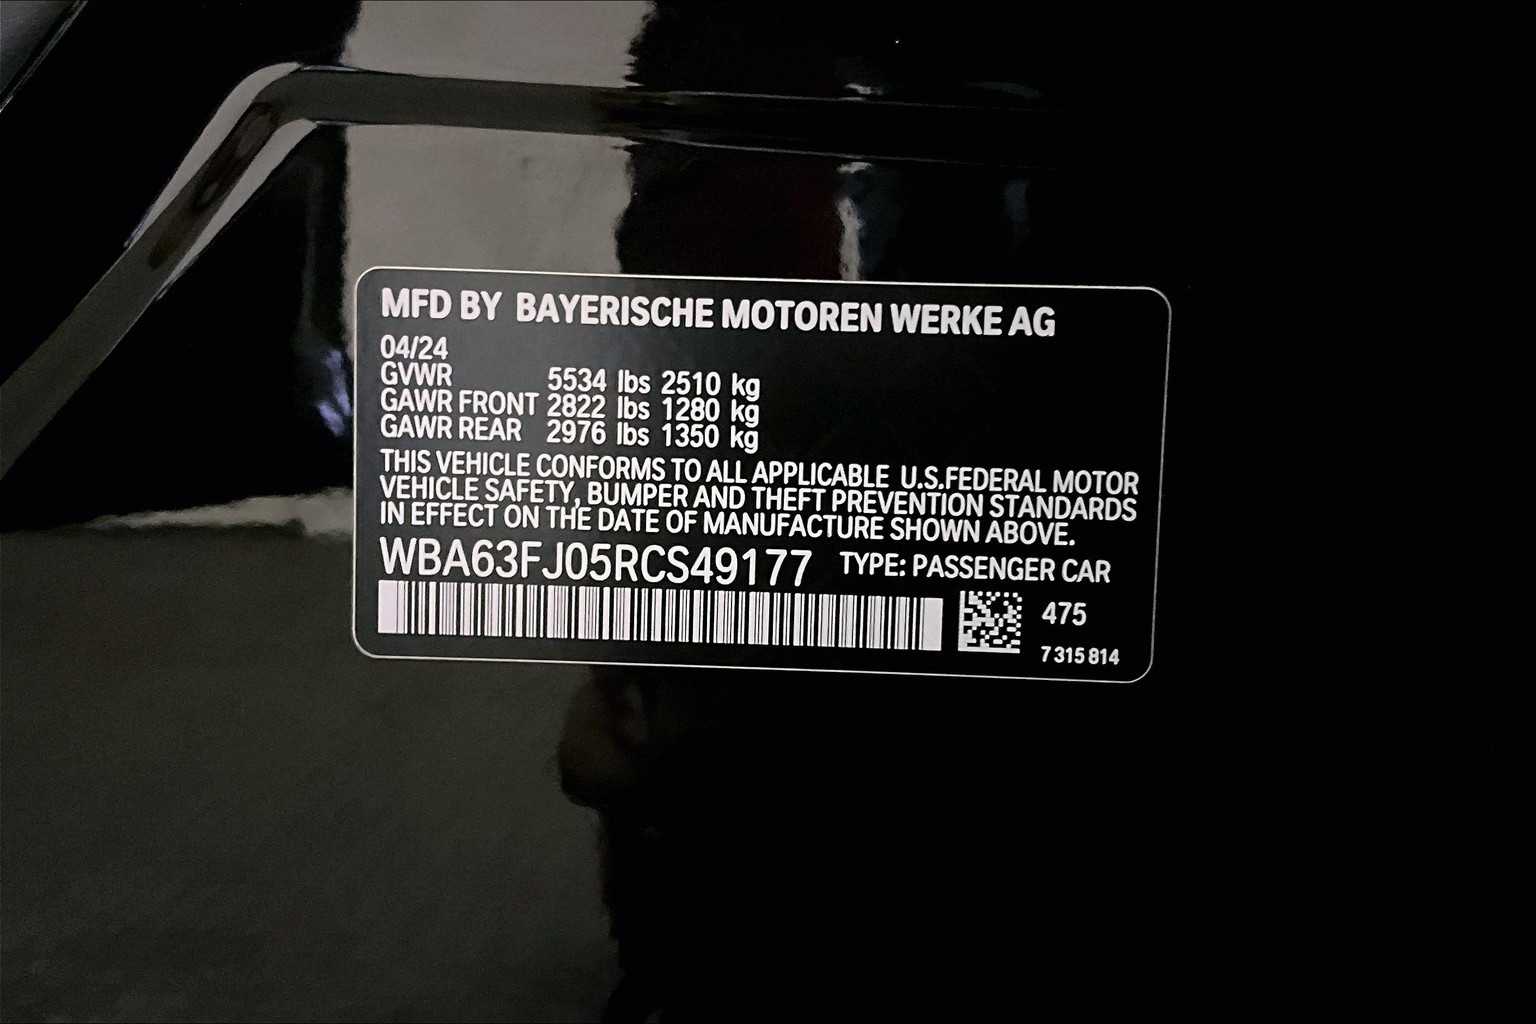 MFD BY BAYERISCHE MOTOREN WERKE AG
04/24
GVWR 5534 lbs 2510 kg
GAWR FRONT 2822 lbs 1280 kg
GAWR REAR 2976 lbs 1350 kg
THIS VEHICLE CONFORMS TO ALL APPLICABLE U.S.FEDERAL MOTOR
VEHICLE SAFETY, BUMPER AND THEFT PREVENTION STANDARDS
IN EFFECT ON THE DATE OF MANUFACTURE SHOWN ABOVE.
WBA63FJ05RCS49177 TYPE: PASSENGER CAR
475
7 315 814